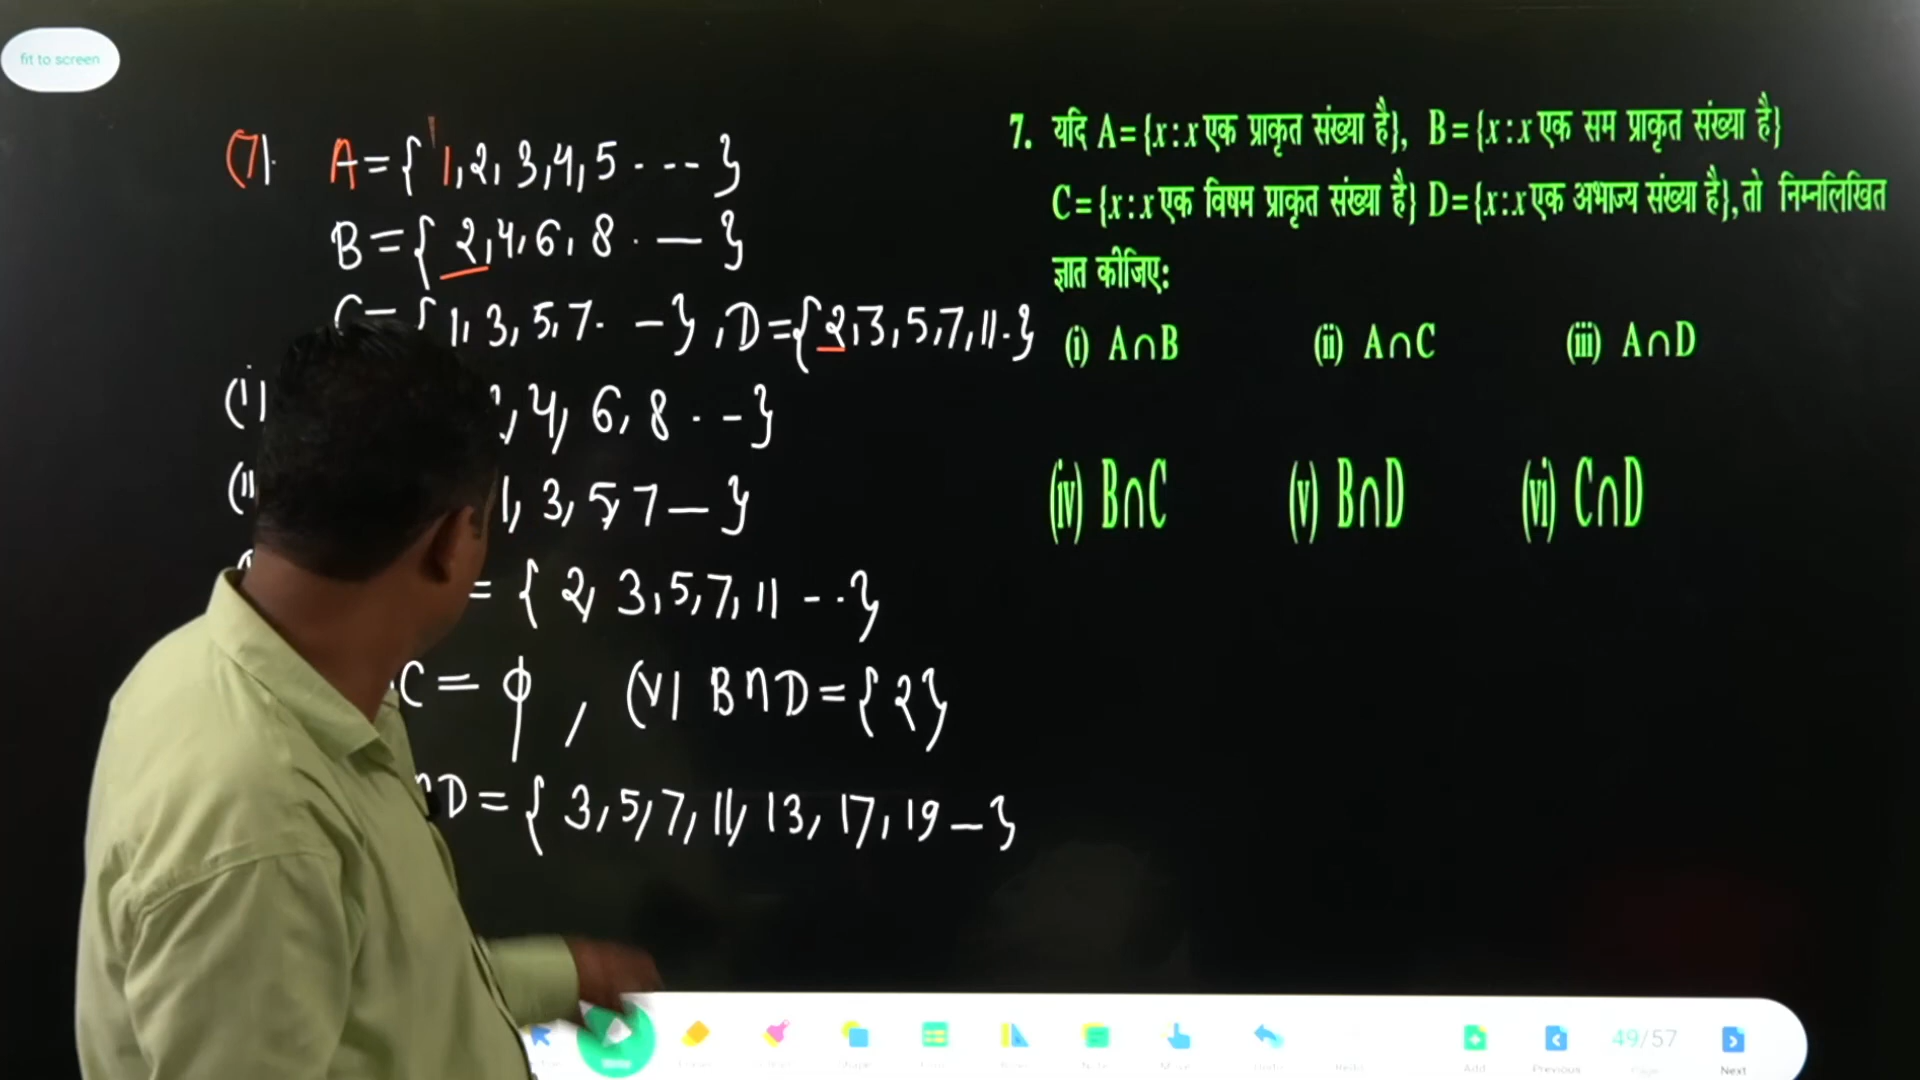 fit to screen
7. यदि A={x:x एक प्राकृत संख्या है}, B={x:x एक सम प्राकृत संख्या है}
C={x:x एक विषम प्राकृत संख्या है} D={x:x एक अभाज्य संख्या है}, तो निम्नलिखित
ज्ञात कीजिए:
(i) A∩B (ii) A∩C (iii) A∩D
(iv) B∩C (v) B∩D (vi) C∩D
(7). A={1,2,3,4,5----}
B={2,4,6,8.—}
C={1,3,5,7.—}, D={2,3,5,7,11-}
(i ,4,6,8.-}
(ii 1,3,5,7—}
={2,3,5,7,11--}
C=ϕ, (v) B∩D={2}
∩D={3,5,7,11,13,17,19—}
Add Previous 49/57 Next